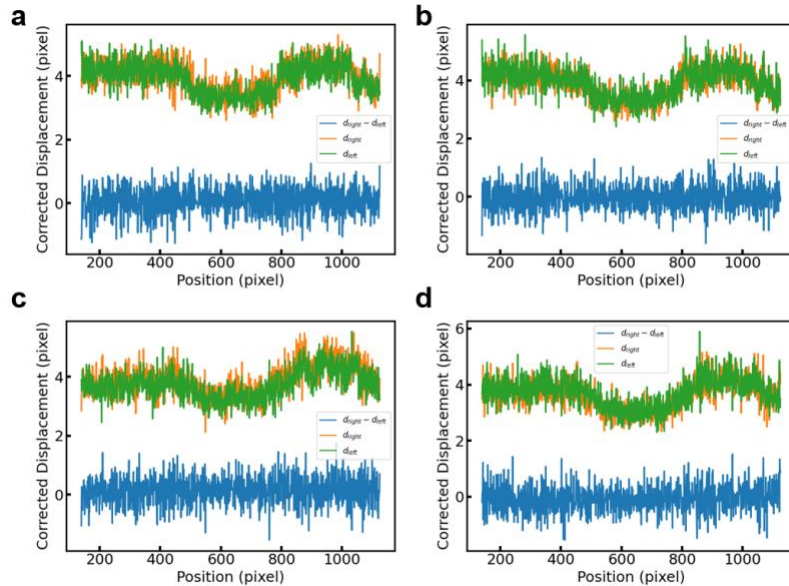 a
Corrected Displacement (pixel)
4
2
0
d_right − d_left
d_right
d_left
200 400 600 800 1000
Position (pixel)
b
Corrected Displacement (pixel)
4
2
0
−2
d_right − d_left
d_right
d_left
200 400 600 800 1000
Position (pixel)
c
Corrected Displacement (pixel)
4
2
0
d_right − d_left
d_right
d_left
200 400 600 800 1000
Position (pixel)
d
Corrected Displacement (pixel)
6
4
2
0
d_right − d_left
d_right
d_left
200 400 600 800 1000
Position (pixel)